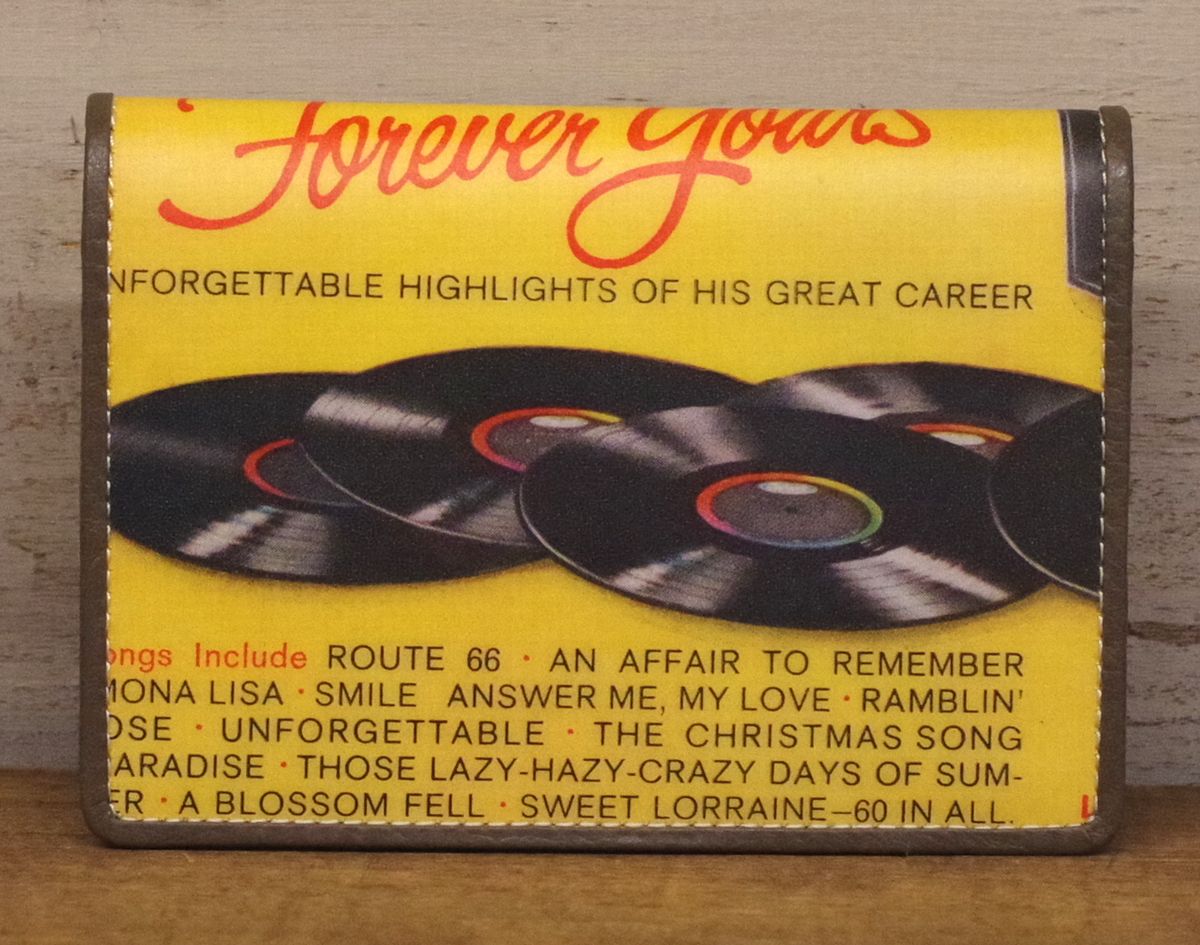 Forever Yours
NFORGETTABLE HIGHLIGHTS OF HIS GREAT CAREER
ongs Include ROUTE 66 · AN AFFAIR TO REMEMBER
MONA LISA · SMILE ANSWER ME, MY LOVE · RAMBLIN'
OSE · UNFORGETTABLE · THE CHRISTMAS SONG
ARADISE · THOSE LAZY-HAZY-CRAZY DAYS OF SUM-
ER · A BLOSSOM FELL · SWEET LORRAINE—60 IN ALL.